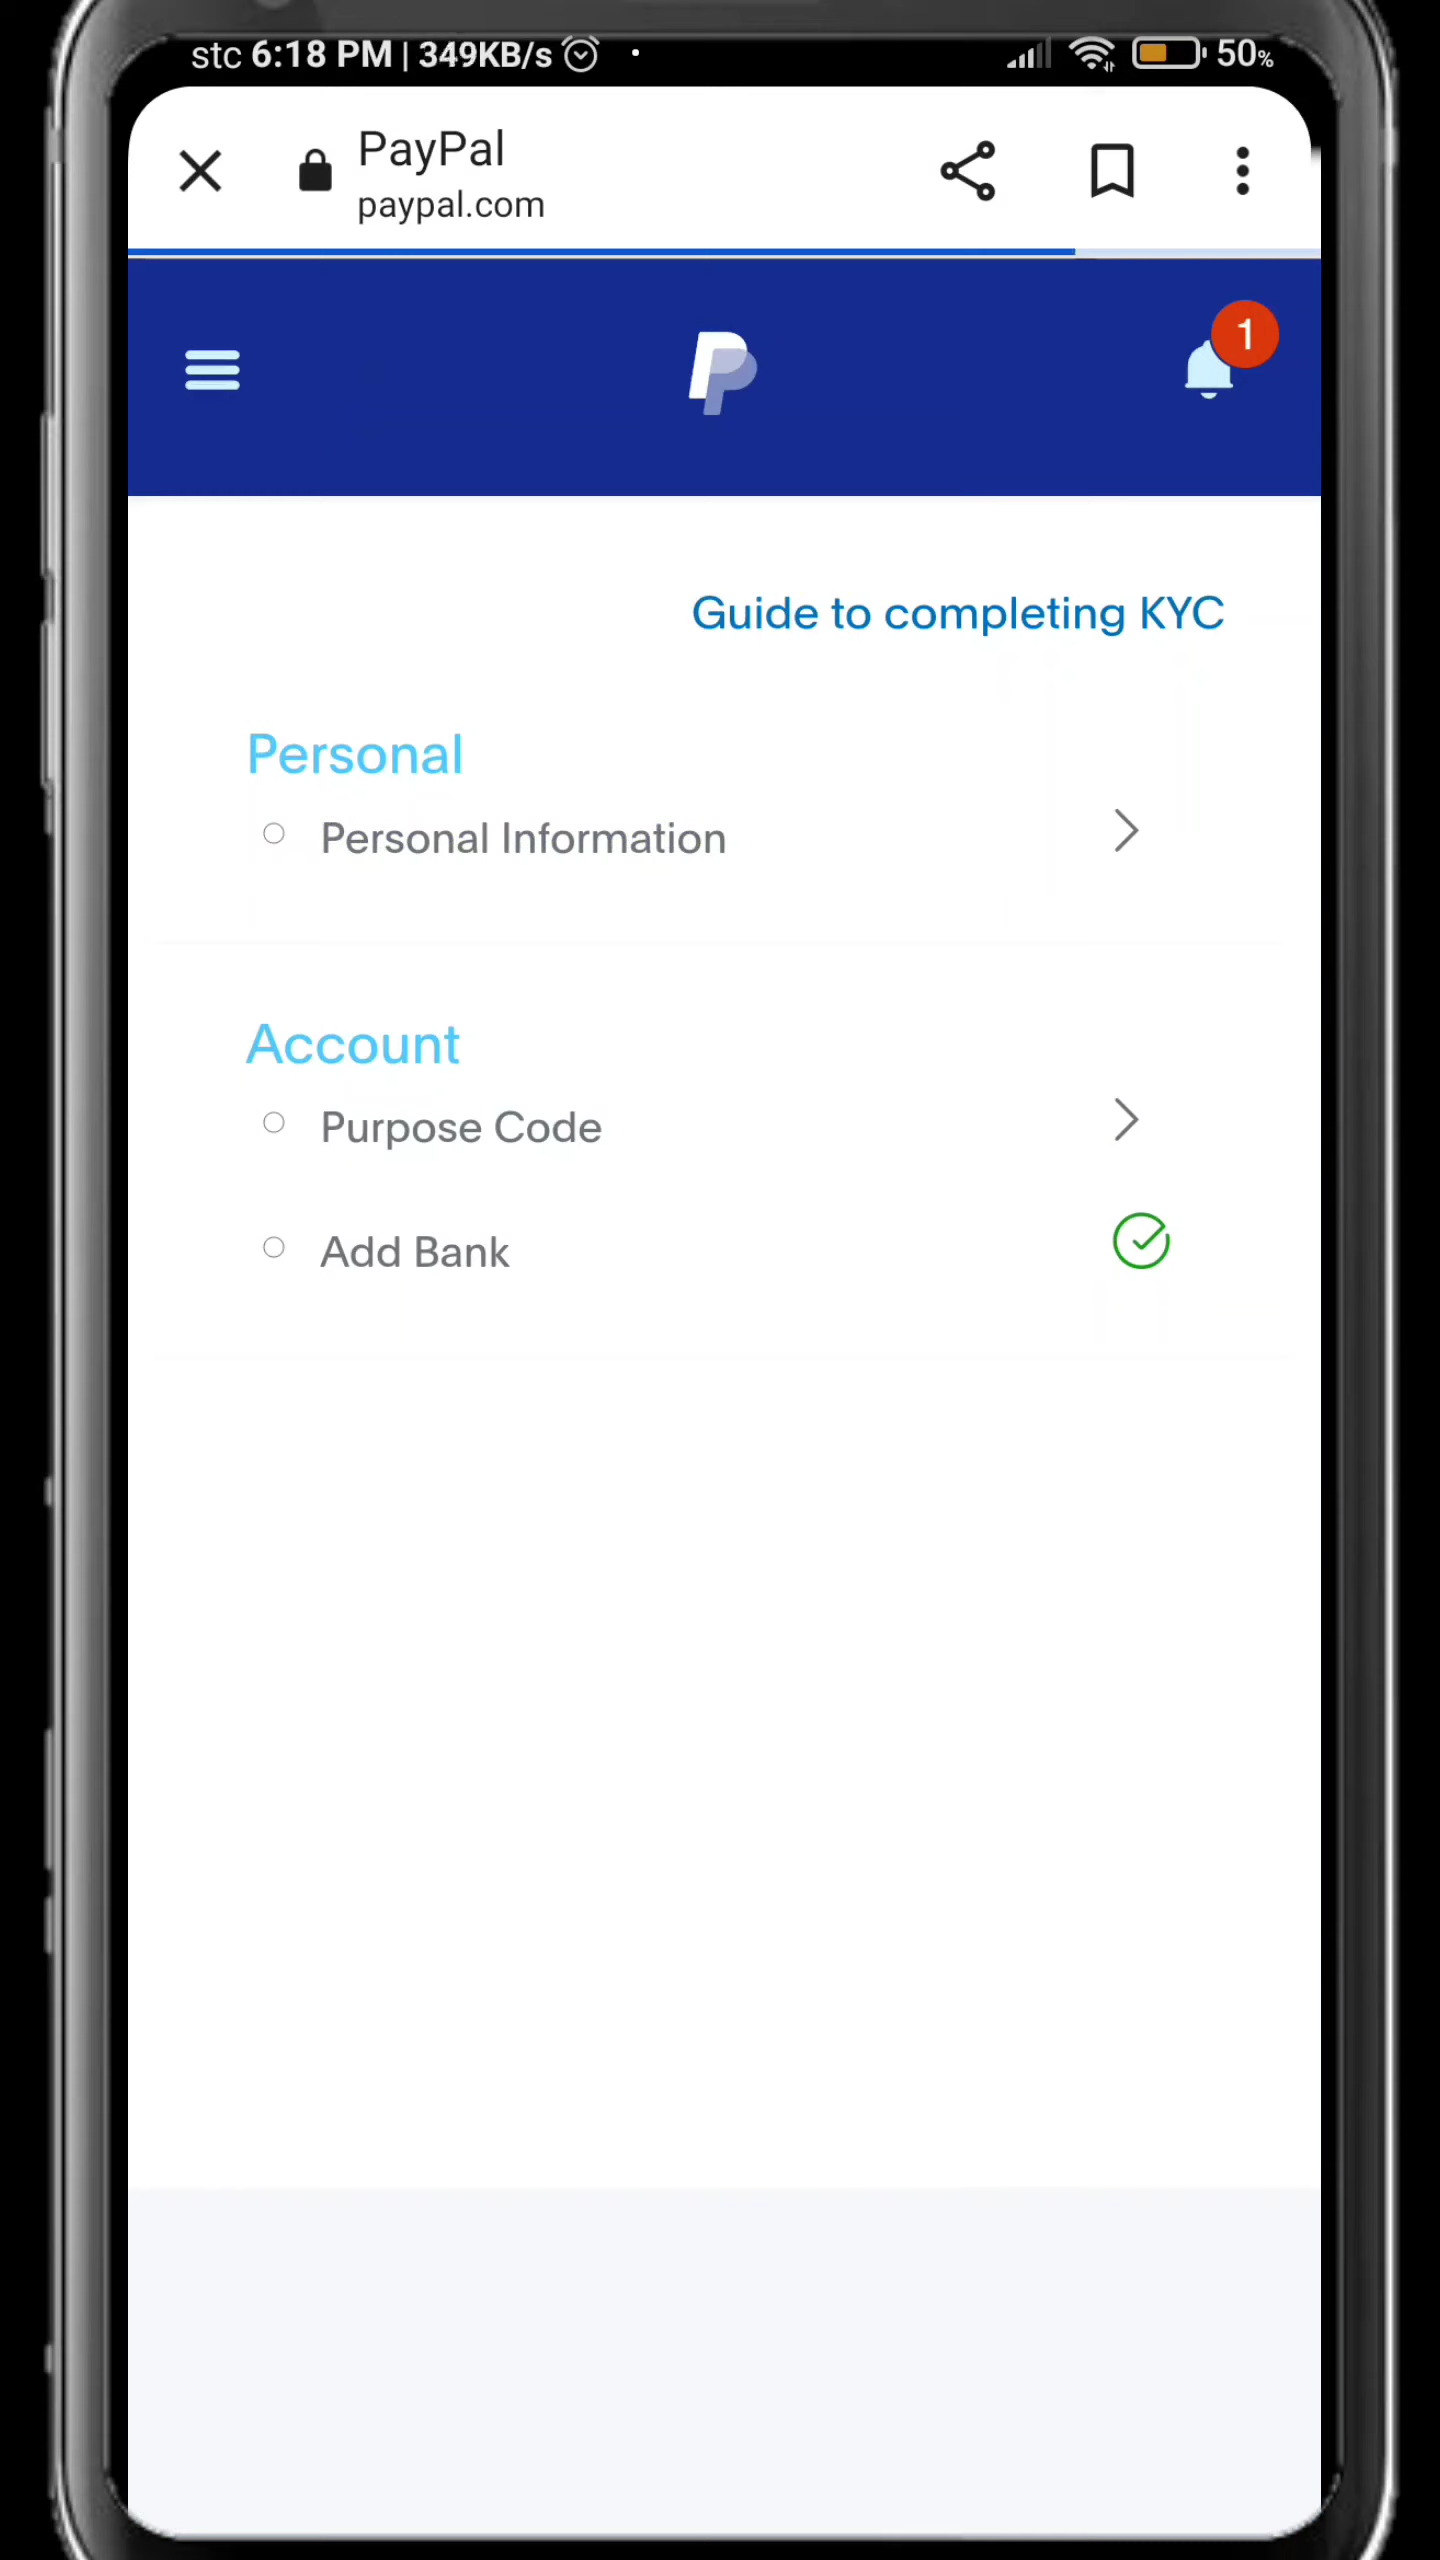 stc 6:18 PM | 349KB/s 50%
PayPal
paypal.com
1
Guide to completing KYC
Personal
Personal Information
Account
Purpose Code
Add Bank